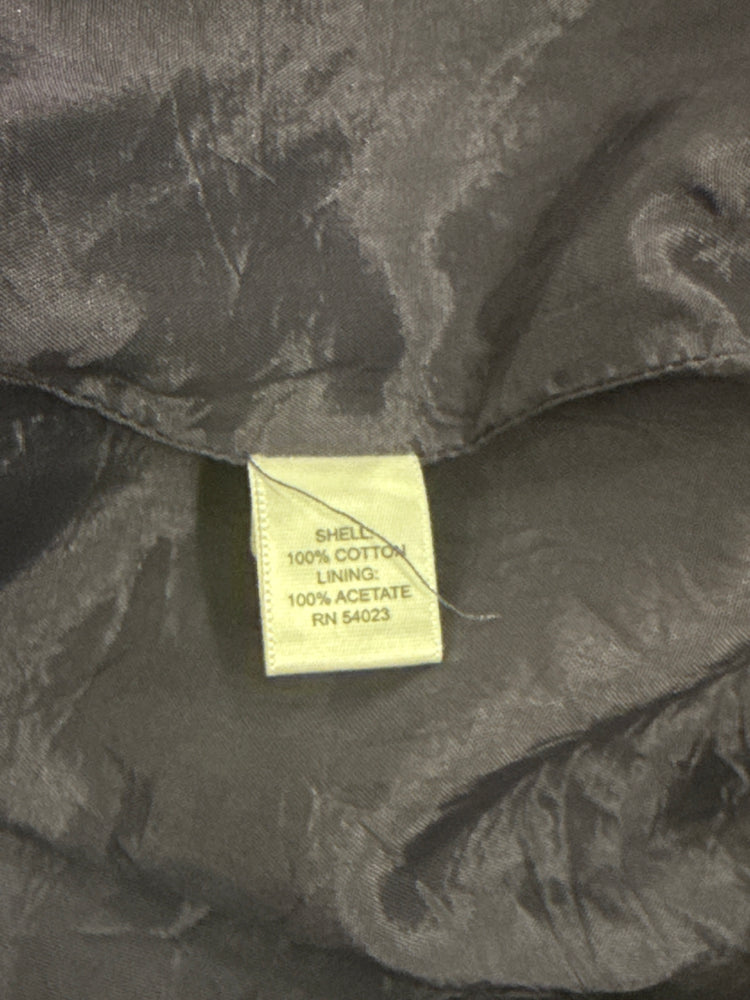 SHELL:
100% COTTON
LINING:
100% ACETATE
RN 54023